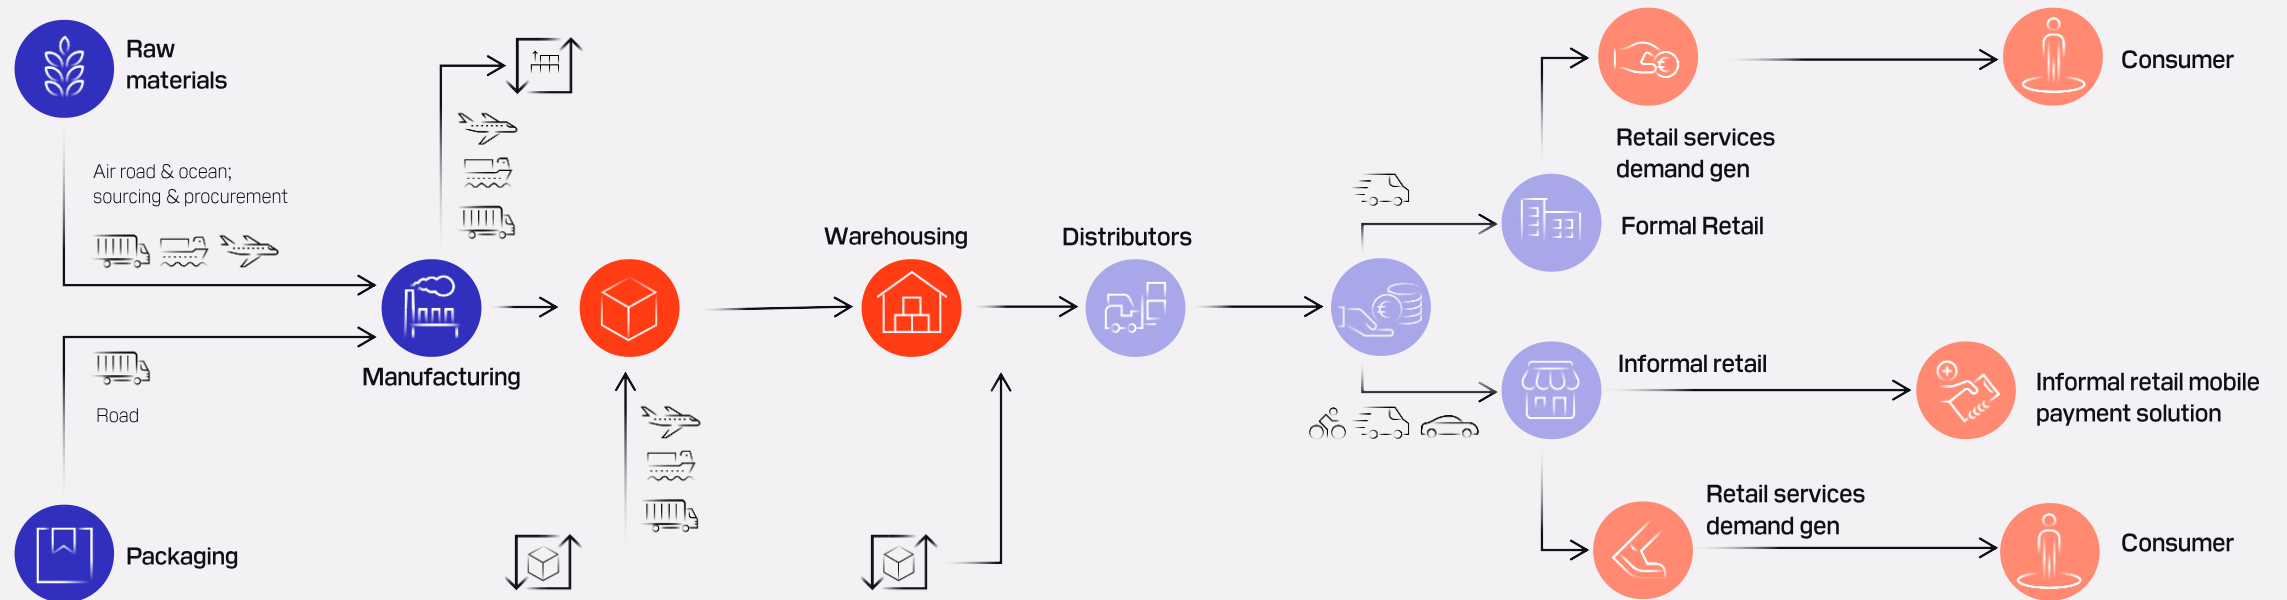 Raw
materials
Air road & ocean;
sourcing & procurement
Road
Packaging
Manufacturing
Warehousing
Distributors
Retail services
demand gen
Consumer
Formal Retail
Informal retail
Informal retail mobile
payment solution
Retail services
demand gen
Consumer